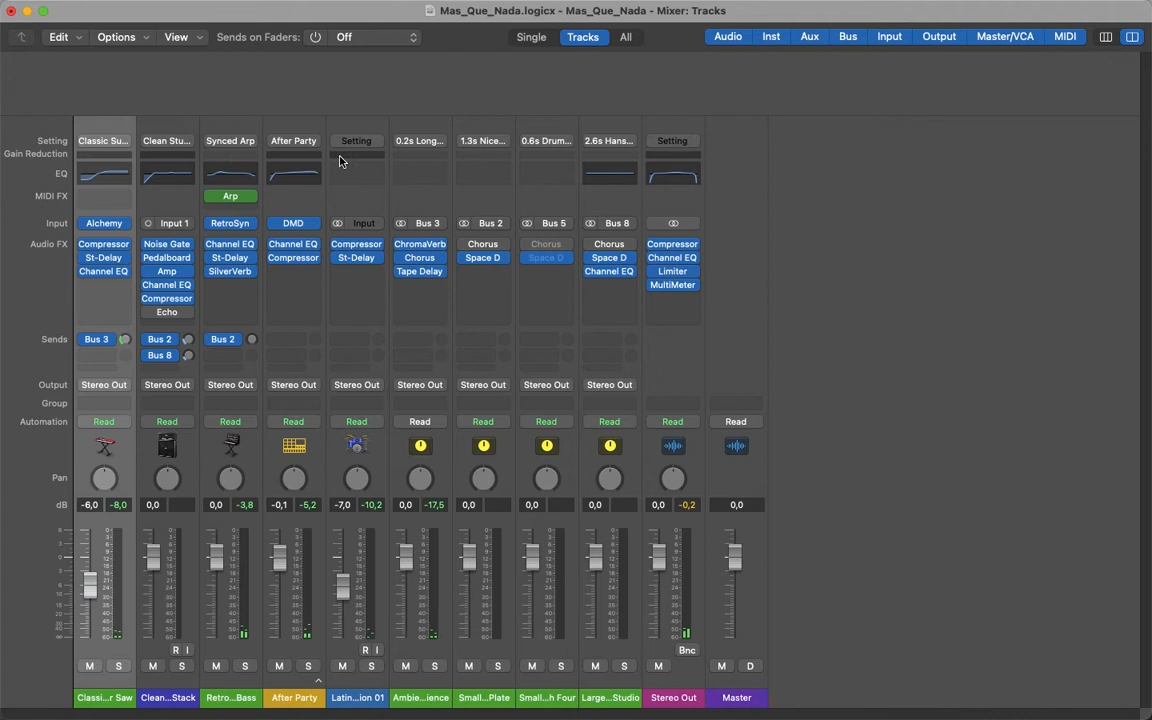 Mas_Que_Nada.logicx - Mas_Que_Nada - Mixer: Tracks
Edit Options View Sends on Faders: Off Single Tracks All Audio Inst Aux Bus Input Output Master/VCA MIDI
Setting Classic Su... Clean Stu... Synced Arp After Party Setting 0.2s Long... 1.3s Nice... 0.6s Drum... 2.6s Hans... Setting
Gain Reduction
EQ
MIDI FX Arp
Input Alchemy Input 1 RetroSyn DMD Input Bus 3 Bus 2 Bus 5 Bus 8
Audio FX Compressor Noise Gate Channel EQ Channel EQ Compressor ChromaVerb Chorus Chorus Chorus Compressor
St-Delay Pedalboard St-Delay Compressor St-Delay Chorus Space D Space D Space D Channel EQ
Channel EQ Amp SilverVerb Tape Delay Channel EQ Limiter
Channel EQ MultiMeter
Compressor
Echo
Sends Bus 3 Bus 2 Bus 2
Bus 8
Output Stereo Out Stereo Out Stereo Out Stereo Out Stereo Out Stereo Out Stereo Out Stereo Out Stereo Out
Group
Automation Read Read Read Read Read Read Read Read Read Read Read
Pan
dB -6,0 -8,0 0,0 0,0 -3,8 -0,1 -5,2 -7,0 -10,2 0,0 -17,5 0,0 0,0 0,0 0,0 -0,2 0,0
R I R I Bnc
M S M S M S M S M S M S M S M S M S M M D
Classi...r Saw Clean...Stack Retro...Bass After Party Latin...ion 01 Ambie...ience Small...Plate Small...h Four Large...Studio Stereo Out Master